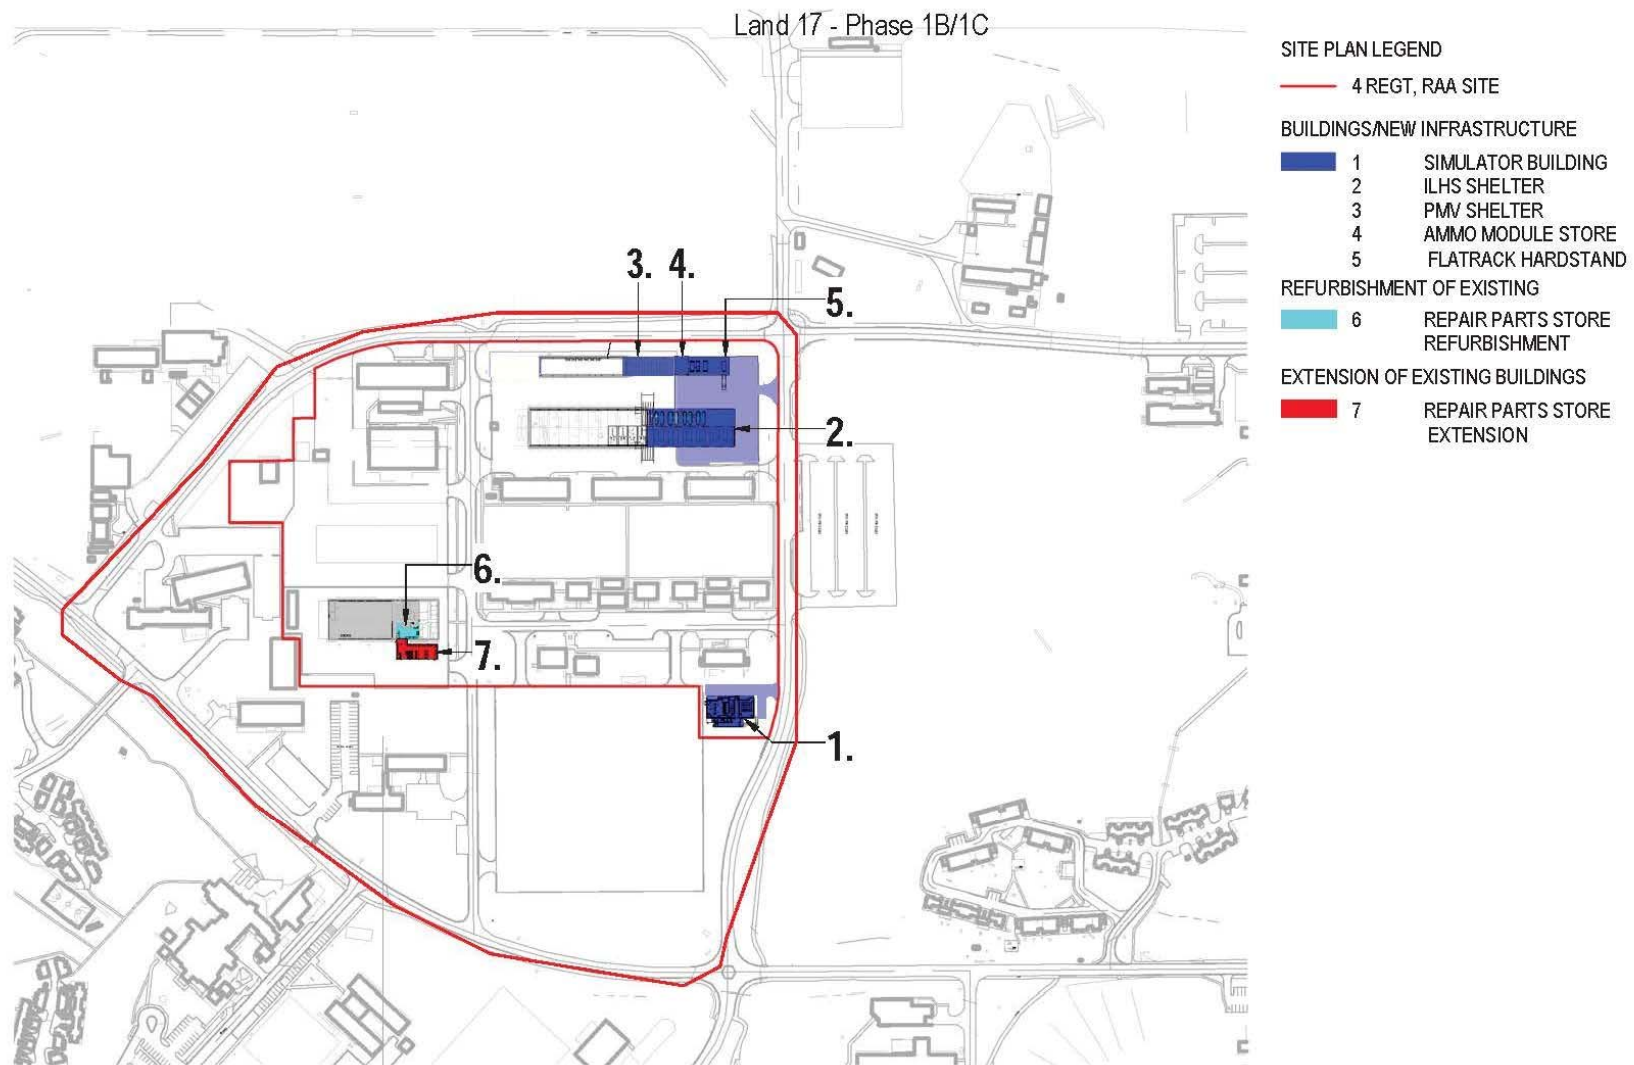 Land 17 - Phase 1B/1C
SITE PLAN LEGEND
4 REGT, RAA SITE
BUILDINGS/NEW INFRASTRUCTURE
1 SIMULATOR BUILDING
2 ILHS SHELTER
3 PMV SHELTER
4 AMMO MODULE STORE
5 FLATRACK HARDSTAND
REFURBISHMENT OF EXISTING
6 REPAIR PARTS STORE
REFURBISHMENT
EXTENSION OF EXISTING BUILDINGS
7 REPAIR PARTS STORE
EXTENSION
3. 4.
5.
2.
6.
7.
1.